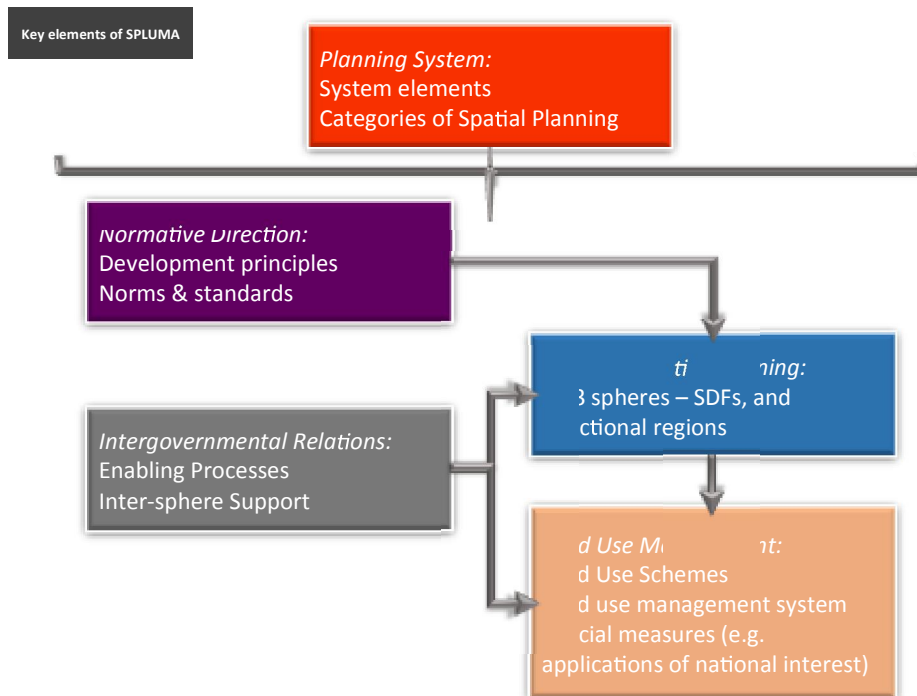 Key elements of SPLUMA
Planning System:
System elements
Categories of Spatial Planning
Normative Direction:
Development principles
Norms & standards
3 spheres – SDFs, and
regions
Intergovernmental Relations:
Enabling Processes
Inter-sphere Support
Use
Use Schemes
use management system
measures (e.g.
applications of national interest)